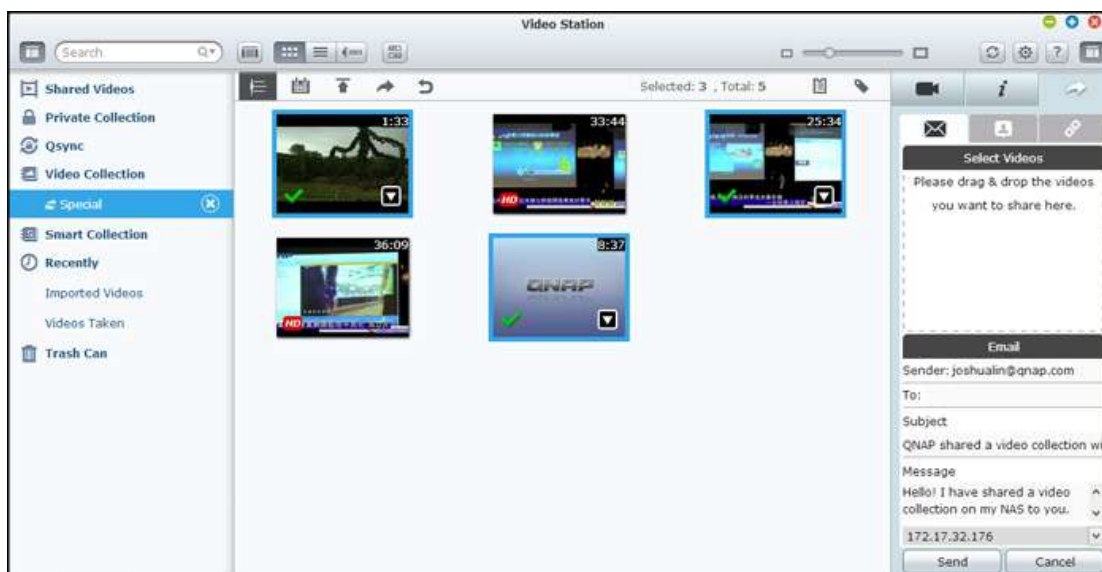 Video Station
Search
?
Shared Videos
Private Collection
Qsync
Video Collection
Special
Smart Collection
Recently
Imported Videos
Videos Taken
Trash Can
Selected: 3 , Total: 5
1:33
33:44
HD
25:34
36:09
HD
8:37
QNAP
i
Select Videos
Please drag & drop the videos
you want to share here.
Email
Sender: joshualin@qnap.com
To:
Subject
QNAP shared a video collection wi
Message
Hello! I have shared a video
collection on my NAS to you.
172.17.32.176
Send Cancel